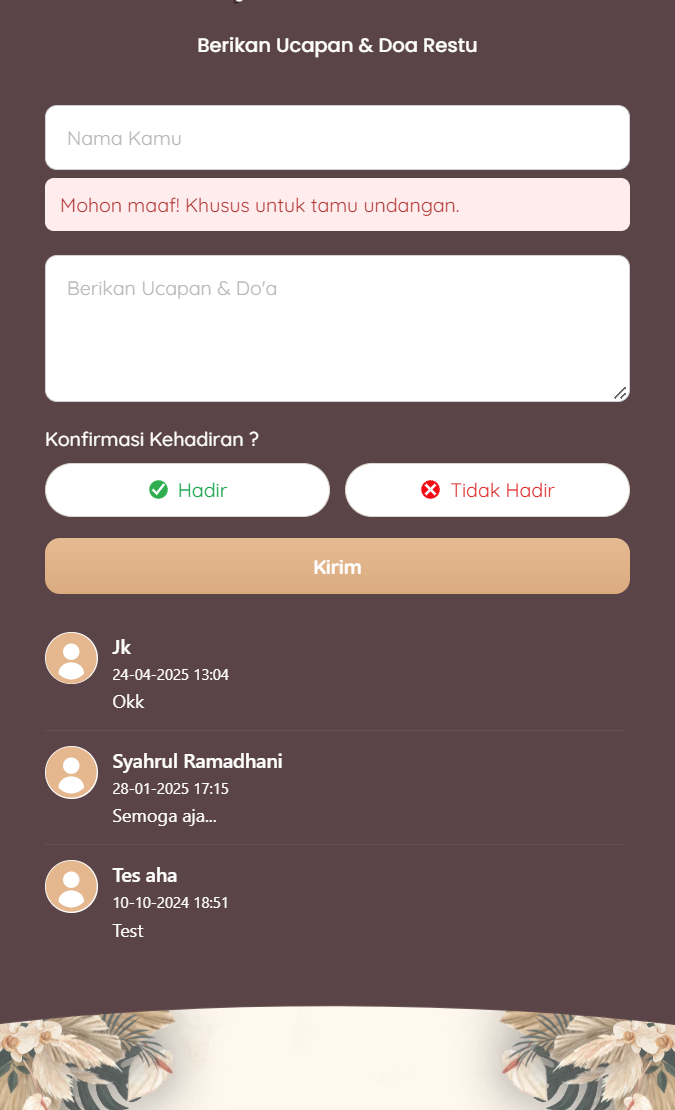 Berikan Ucapan & Doa Restu
Nama Kamu
Mohon maaf! Khusus untuk tamu undangan.
Berikan Ucapan & Do'a
Konfirmasi Kehadiran ?
Hadir
Tidak Hadir
Kirim
Jk
24-04-2025 13:04
Okk
Syahrul Ramadhani
28-01-2025 17:15
Semoga aja...
Tes aha
10-10-2024 18:51
Test